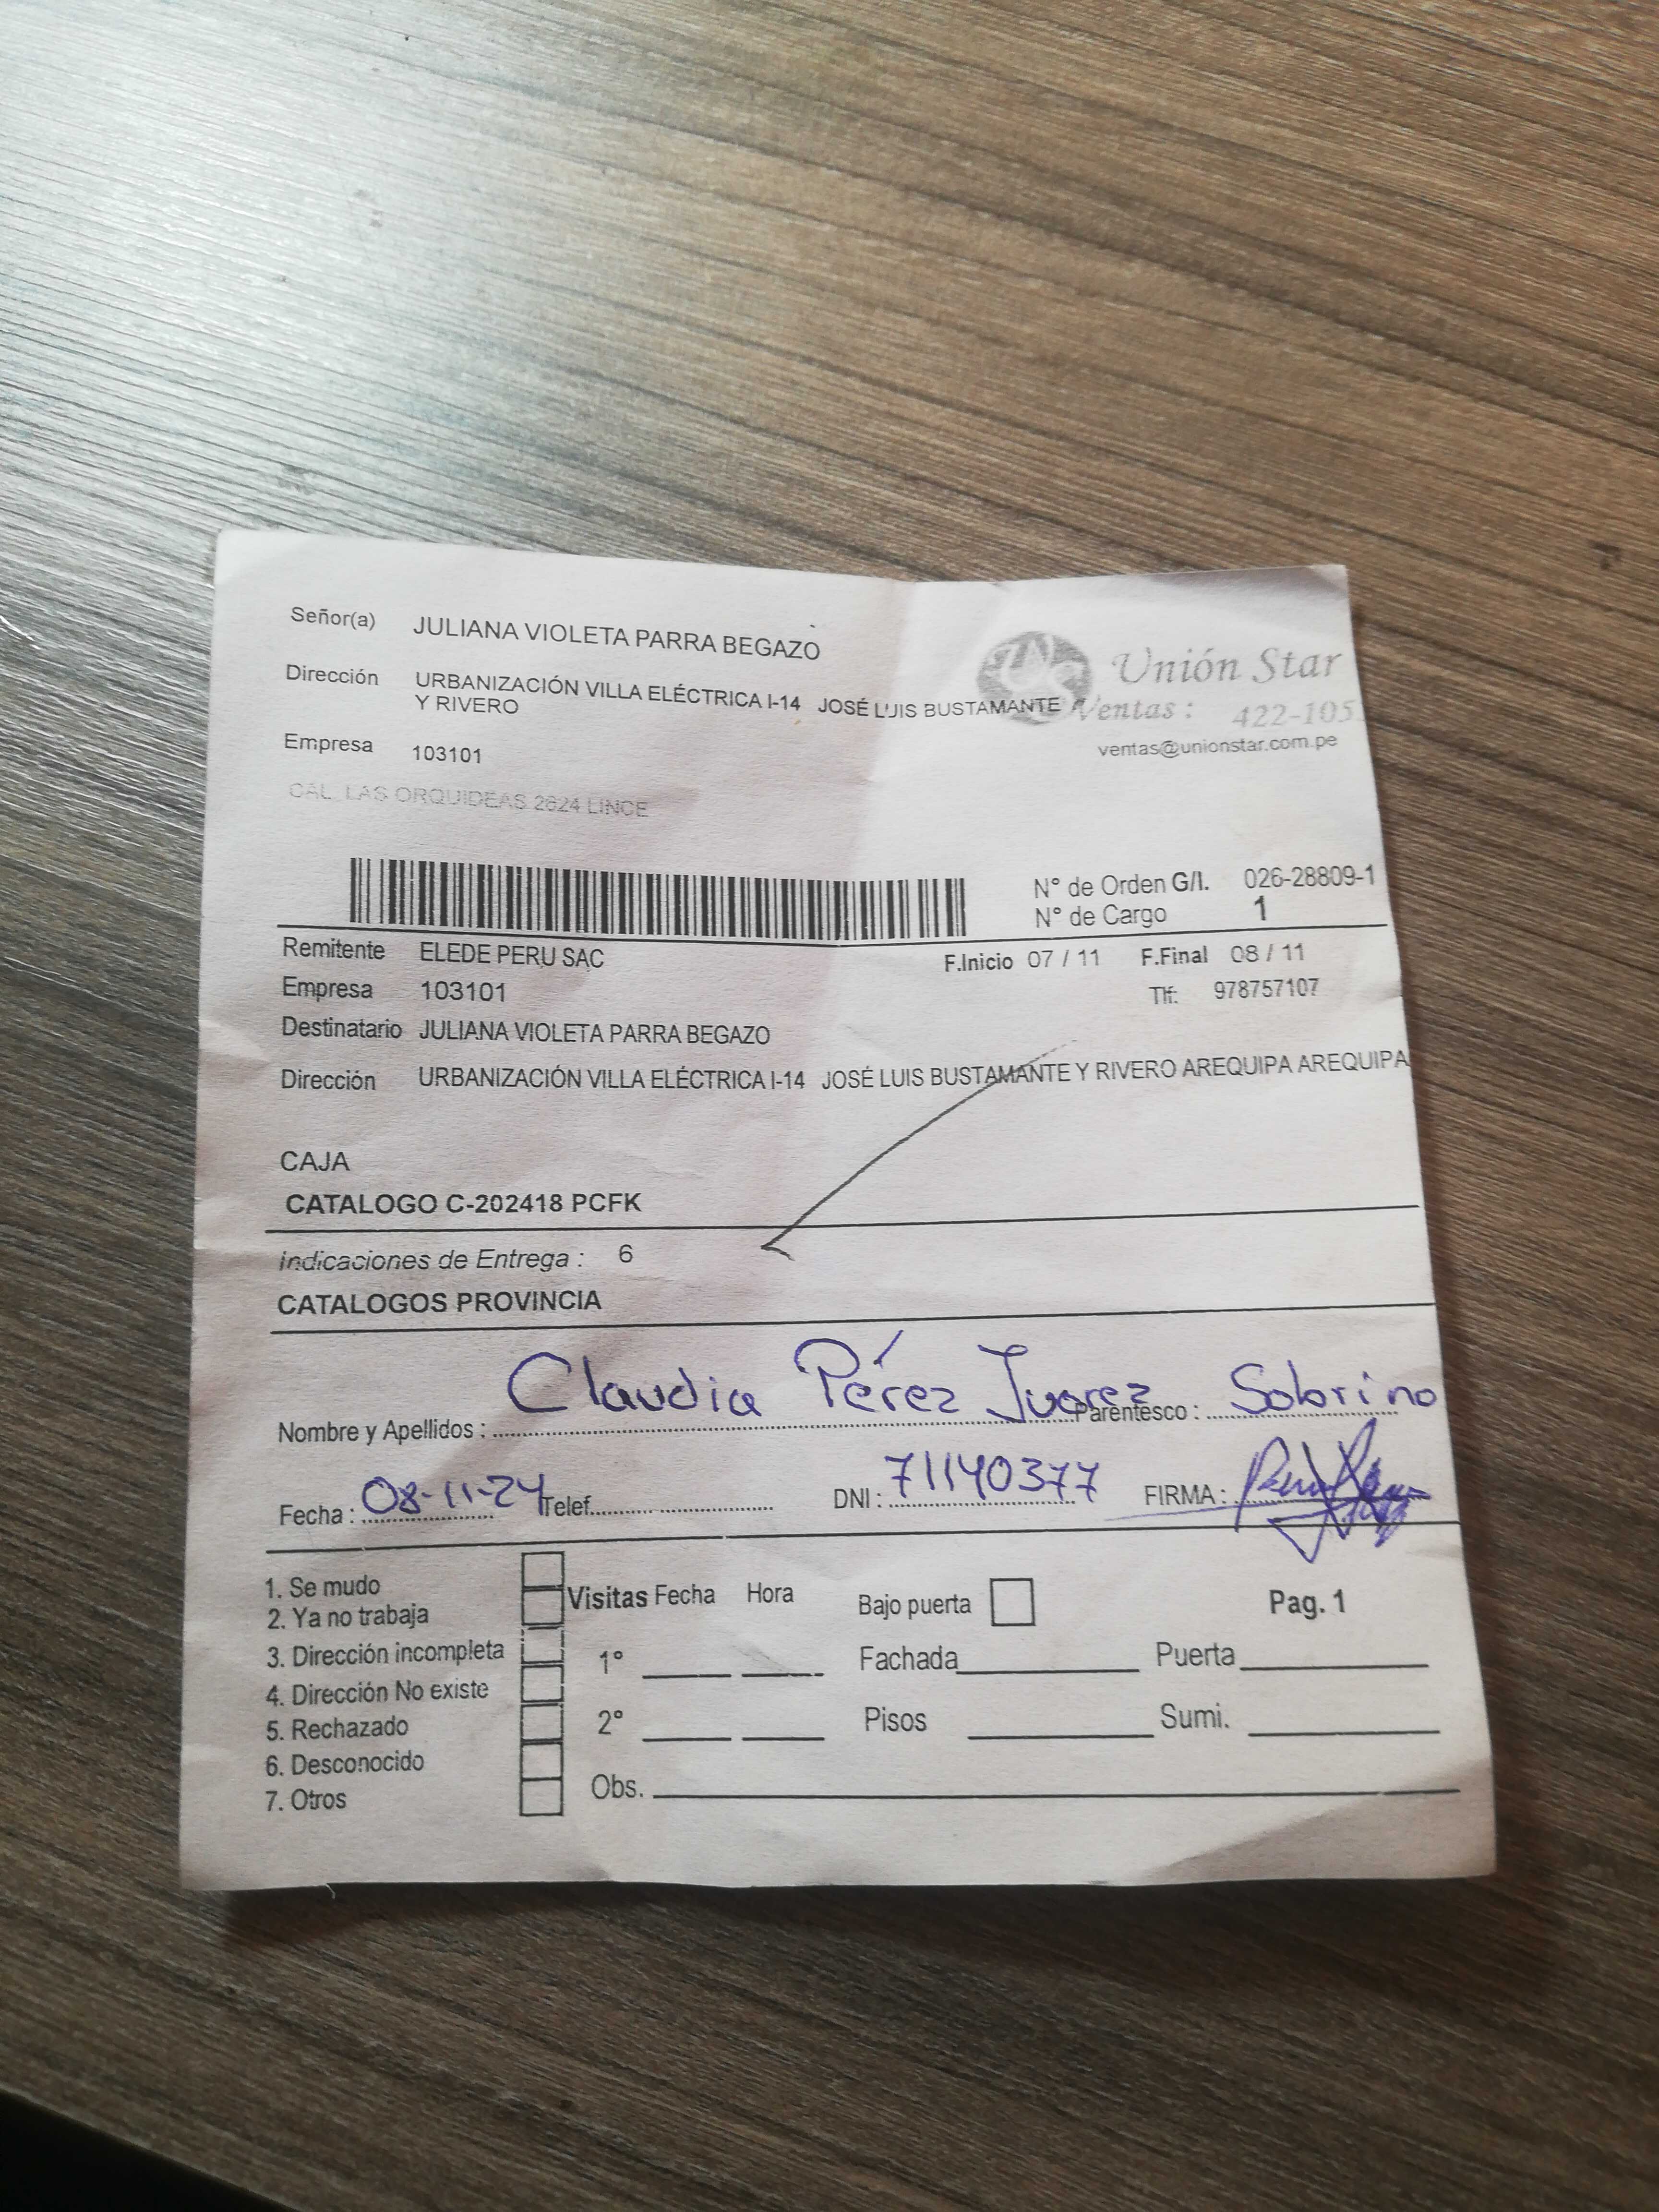 Señor(a) JULIANA VIOLETA PARRA BEGAZO
Unión Star
Dirección URBANIZACIÓN VILLA ELÉCTRICA I-14 JOSÉ LUIS BUSTAMANTE
Y RIVERO
Ventas : 422-105
Empresa 103101
ventas@unionstar.com.pe
CAL. LAS ORQUIDEAS 2624 LINCE
N° de Orden G/I. 026-28809-1
N° de Cargo 1
Remitente ELEDE PERU SAC F.Inicio 07 / 11 F.Final 08 / 11
Empresa 103101 Tlf: 978757107
Destinatario JULIANA VIOLETA PARRA BEGAZO
Dirección URBANIZACIÓN VILLA ELÉCTRICA I-14 JOSÉ LUIS BUSTAMANTE Y RIVERO AREQUIPA AREQUIPA
CAJA
CATALOGO C-202418 PCFK
Indicaciones de Entrega : 6
CATALOGOS PROVINCIA
Nombre y Apellidos : Claudia Pérez Juarez Parentesco : Sobrino
Fecha : 08-11-24 Telef. DNI : 71140377 FIRMA :
1. Se mudo Visitas Fecha Hora Bajo puerta Pag. 1
2. Ya no trabaja
3. Dirección incompleta 1° Fachada Puerta
4. Dirección No existe
5. Rechazado 2° Pisos Sumi.
6. Desconocido
7. Otros Obs.